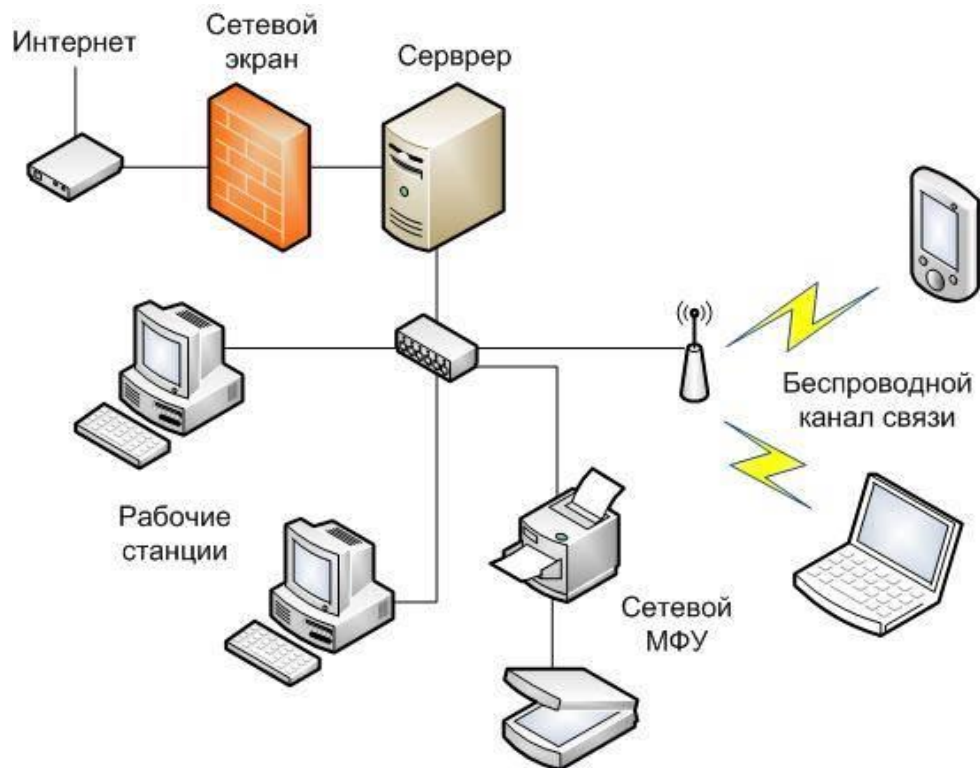 Интернет
Сетевой
экран
Серврер
Беспроводной
канал связи
Рабочие
станции
Сетевой
МФУ